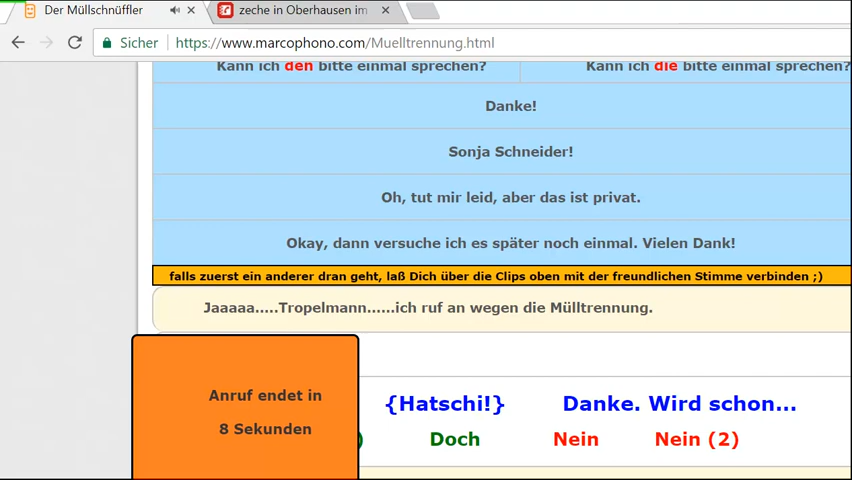 Der Müllschnüffler
zeche in Oberhausen im
Sicher https://www.marcophono.com/Muelltrennung.html
Kann ich den bitte einmal sprechen? Kann ich die bitte einmal sprechen?
Danke!
Sonja Schneider!
Oh, tut mir leid, aber das ist privat.
Okay, dann versuche ich es später noch einmal. Vielen Dank!
falls zuerst ein anderer dran geht, laß Dich über die Clips oben mit der freundlichen Stimme verbinden ;)
Jaaaaa.....Tropelmann......ich ruf an wegen die Mülltrennung.
Anruf endet in
8 Sekunden
{Hatschi!} Danke. Wird schon...
) Doch Nein Nein (2)